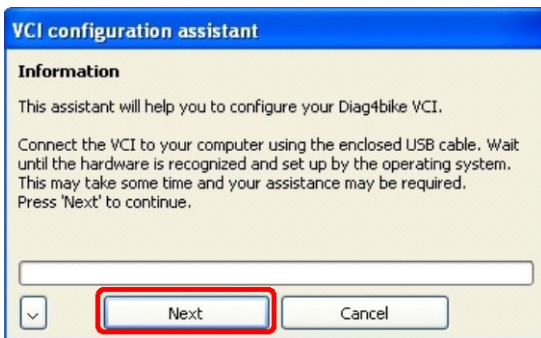 VCI configuration assistant
Information
This assistant will help you to configure your Diag4bike VCI.
Connect the VCI to your computer using the enclosed USB cable. Wait
until the hardware is recognized and set up by the operating system.
This may take some time and your assistance may be required.
Press 'Next' to continue.
Next
Cancel